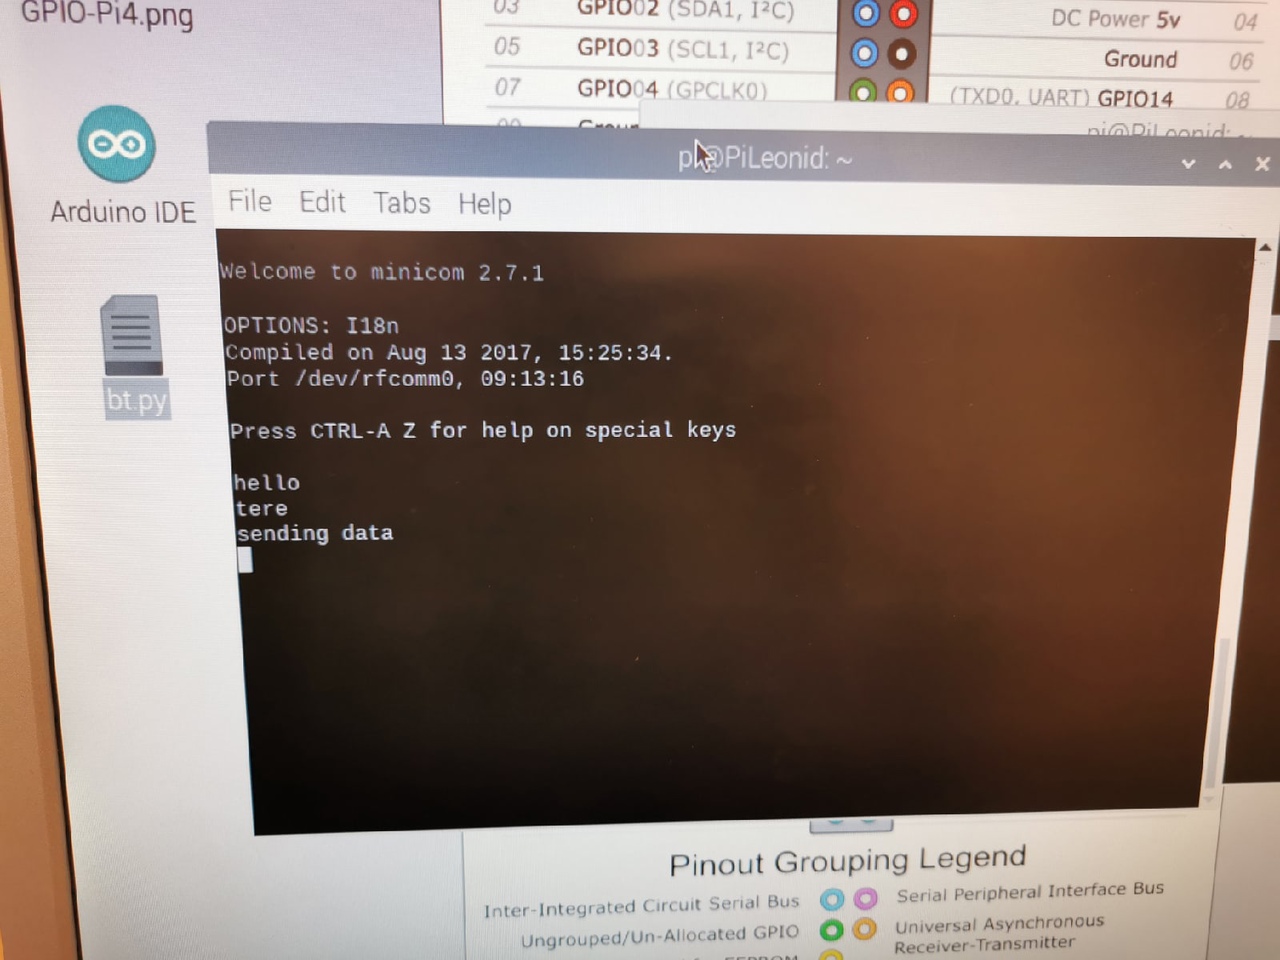 GPIO-Pi4.png
03 GPIO02 (SDA1, I²C) DC Power 5v 04
05 GPIO03 (SCL1, I²C) Ground 06
07 GPIO04 (GPCLK0) (TXD0, UART) GPIO14 08
pi@PiLeonid: ~
Arduino IDE
pi@PiLeonid: ~
File Edit Tabs Help
Welcome to minicom 2.7.1
OPTIONS: I18n
Compiled on Aug 13 2017, 15:25:34.
Port /dev/rfcomm0, 09:13:16
bt.py
Press CTRL-A Z for help on special keys
hello
tere
sending data
Pinout Grouping Legend
Inter-Integrated Circuit Serial Bus Serial Peripheral Interface Bus
Ungrouped/Un-Allocated GPIO Universal Asynchronous
Receiver-Transmitter
EEPROM